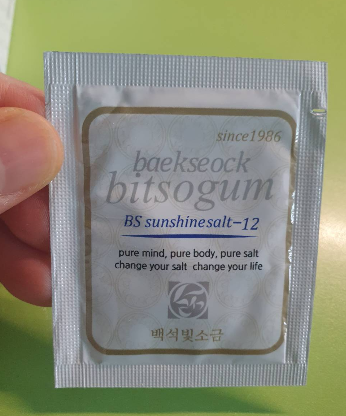 since1986
baekseock
bitsogum
BS sunshinesalt-12
pure mind, pure body, pure salt
change your salt change your life
백석빛소금